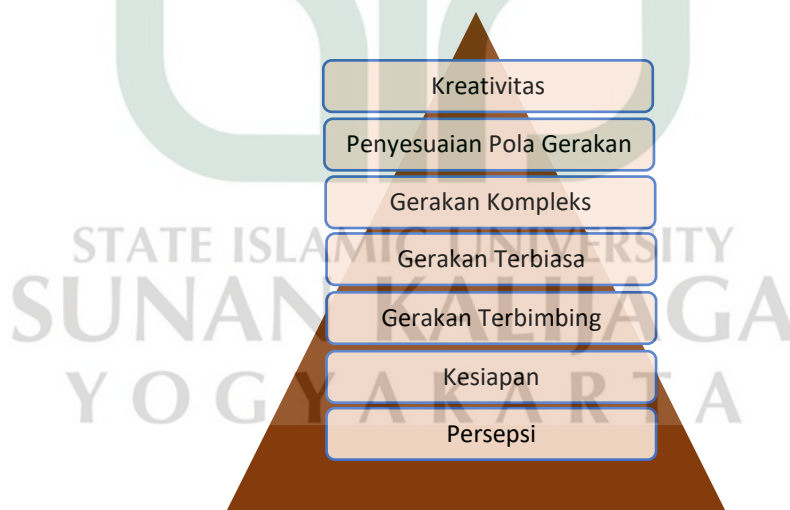 Kreativitas
Penyesuaian Pola Gerakan
Gerakan Kompleks
STATE ISLAMIC UNIVERSITY
Gerakan Terbiasa
SUNAN KALIJAGA
Gerakan Terbimbing
Kesiapan
YOGYAKARTA
Persepsi